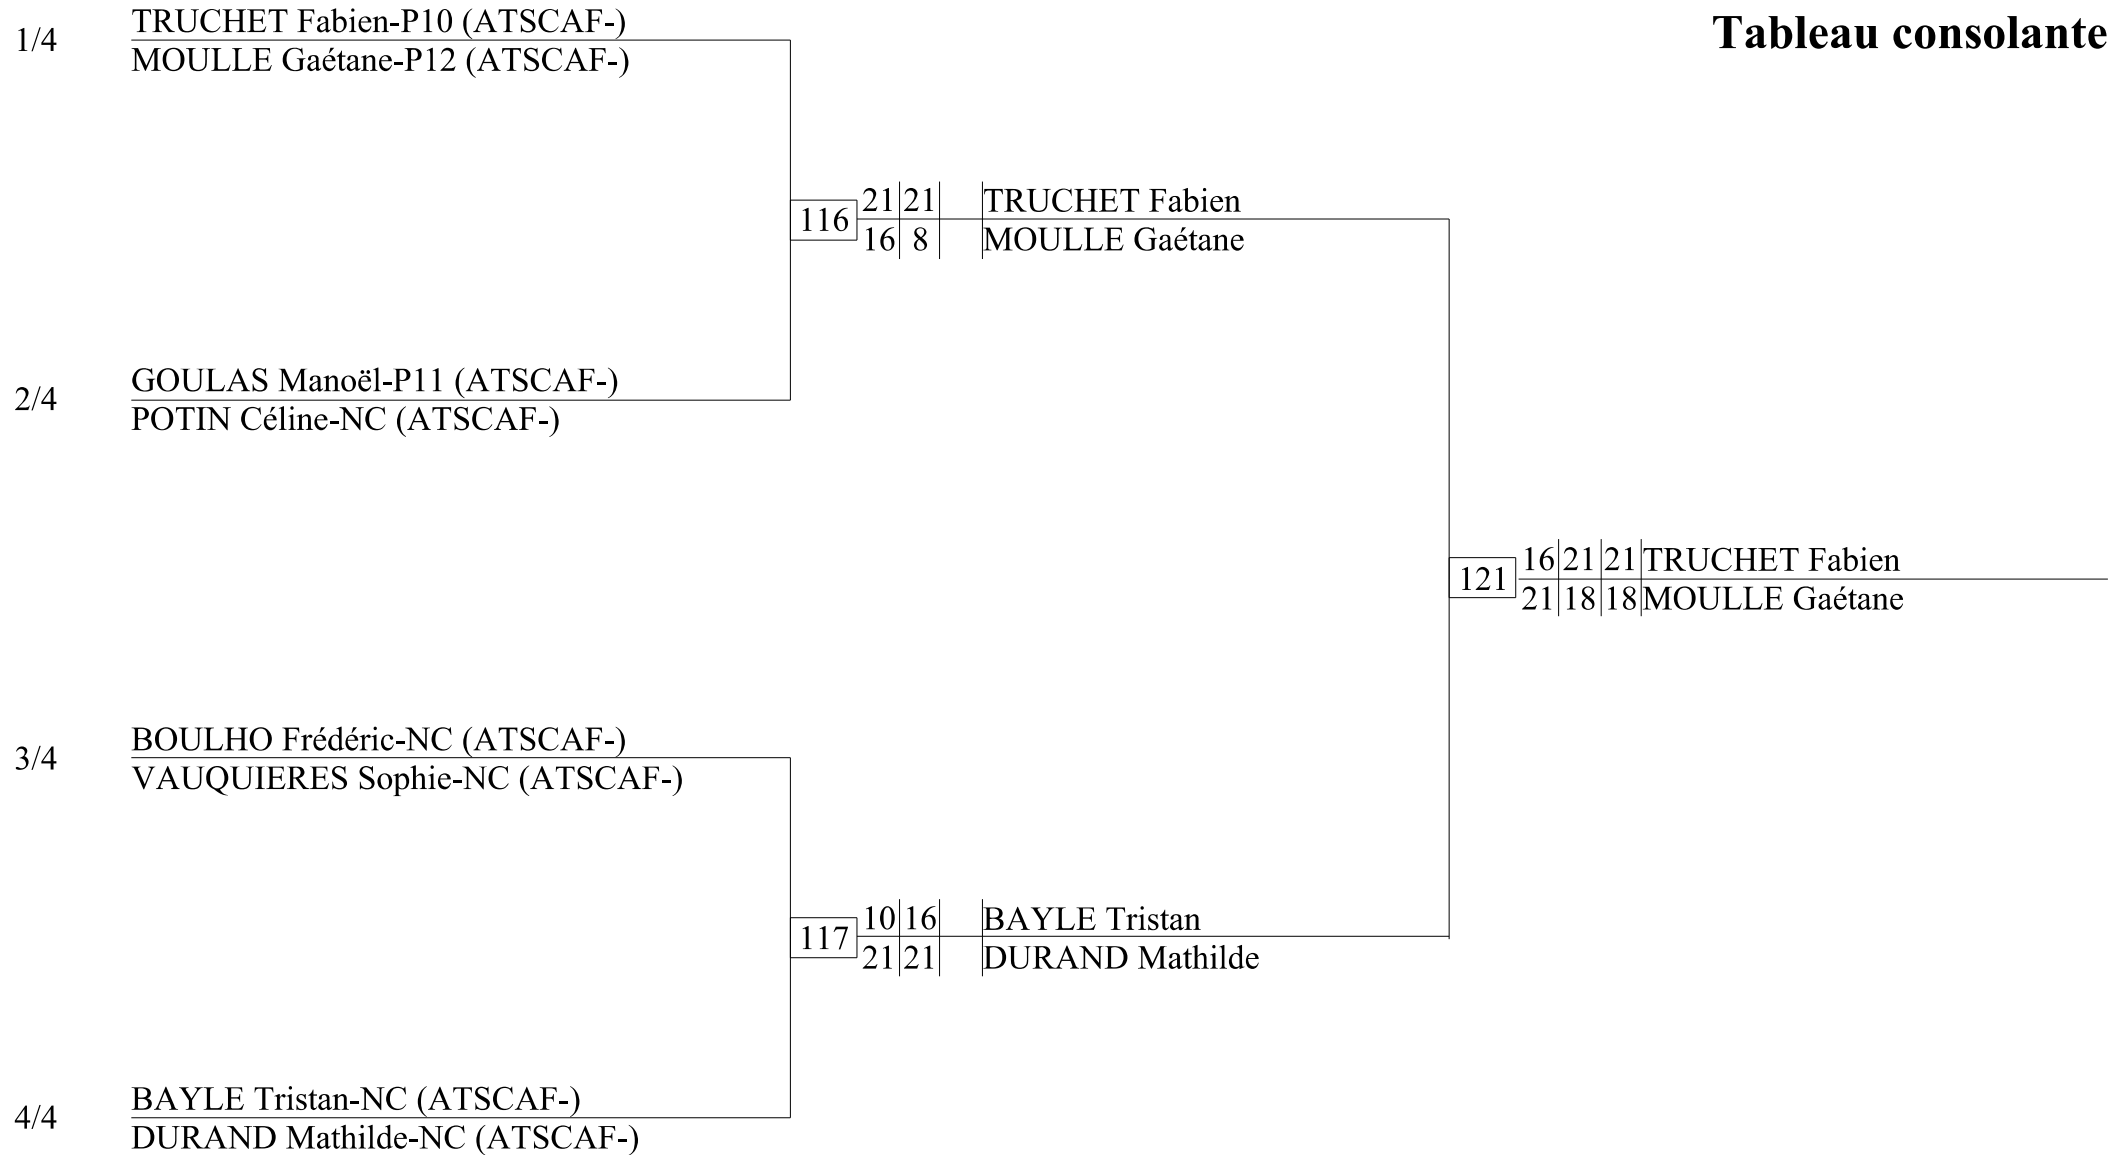 Tableau consolante
1/4
TRUCHET Fabien-P10 (ATSCAF-)
MOULLE Gaétane-P12 (ATSCAF-)
116
21 21 TRUCHET Fabien
16 8 MOULLE Gaétane
2/4
GOULAS Manoël-P11 (ATSCAF-)
POTIN Céline-NC (ATSCAF-)
121
16 21 21 TRUCHET Fabien
21 18 18 MOULLE Gaétane
3/4
BOULHO Frédéric-NC (ATSCAF-)
VAUQUIERES Sophie-NC (ATSCAF-)
117
10 16 BAYLE Tristan
21 21 DURAND Mathilde
4/4
BAYLE Tristan-NC (ATSCAF-)
DURAND Mathilde-NC (ATSCAF-)